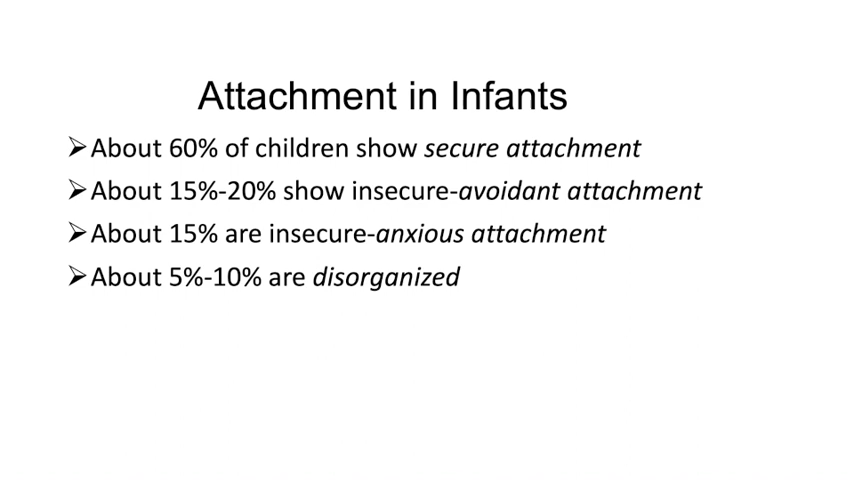 Attachment in Infants
➢About 60% of children show secure attachment
➢About 15%-20% show insecure-avoidant attachment
➢About 15% are insecure-anxious attachment
➢About 5%-10% are disorganized